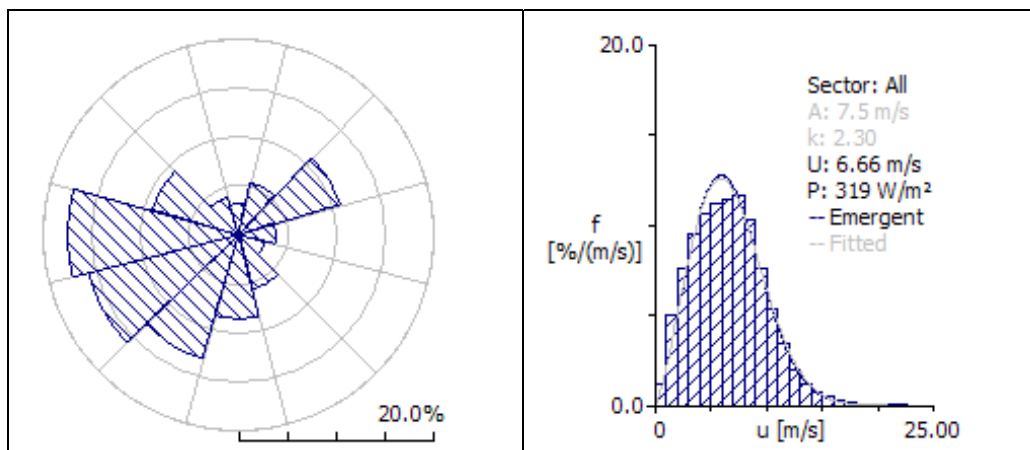 20.0%
20.0
Sector: All
A: 7.5 m/s
k: 2.30
U: 6.66 m/s
P: 319 W/m²
-- Emergent
-- Fitted
f
[%/(m/s)]
0.0
0
u [m/s]
25.00